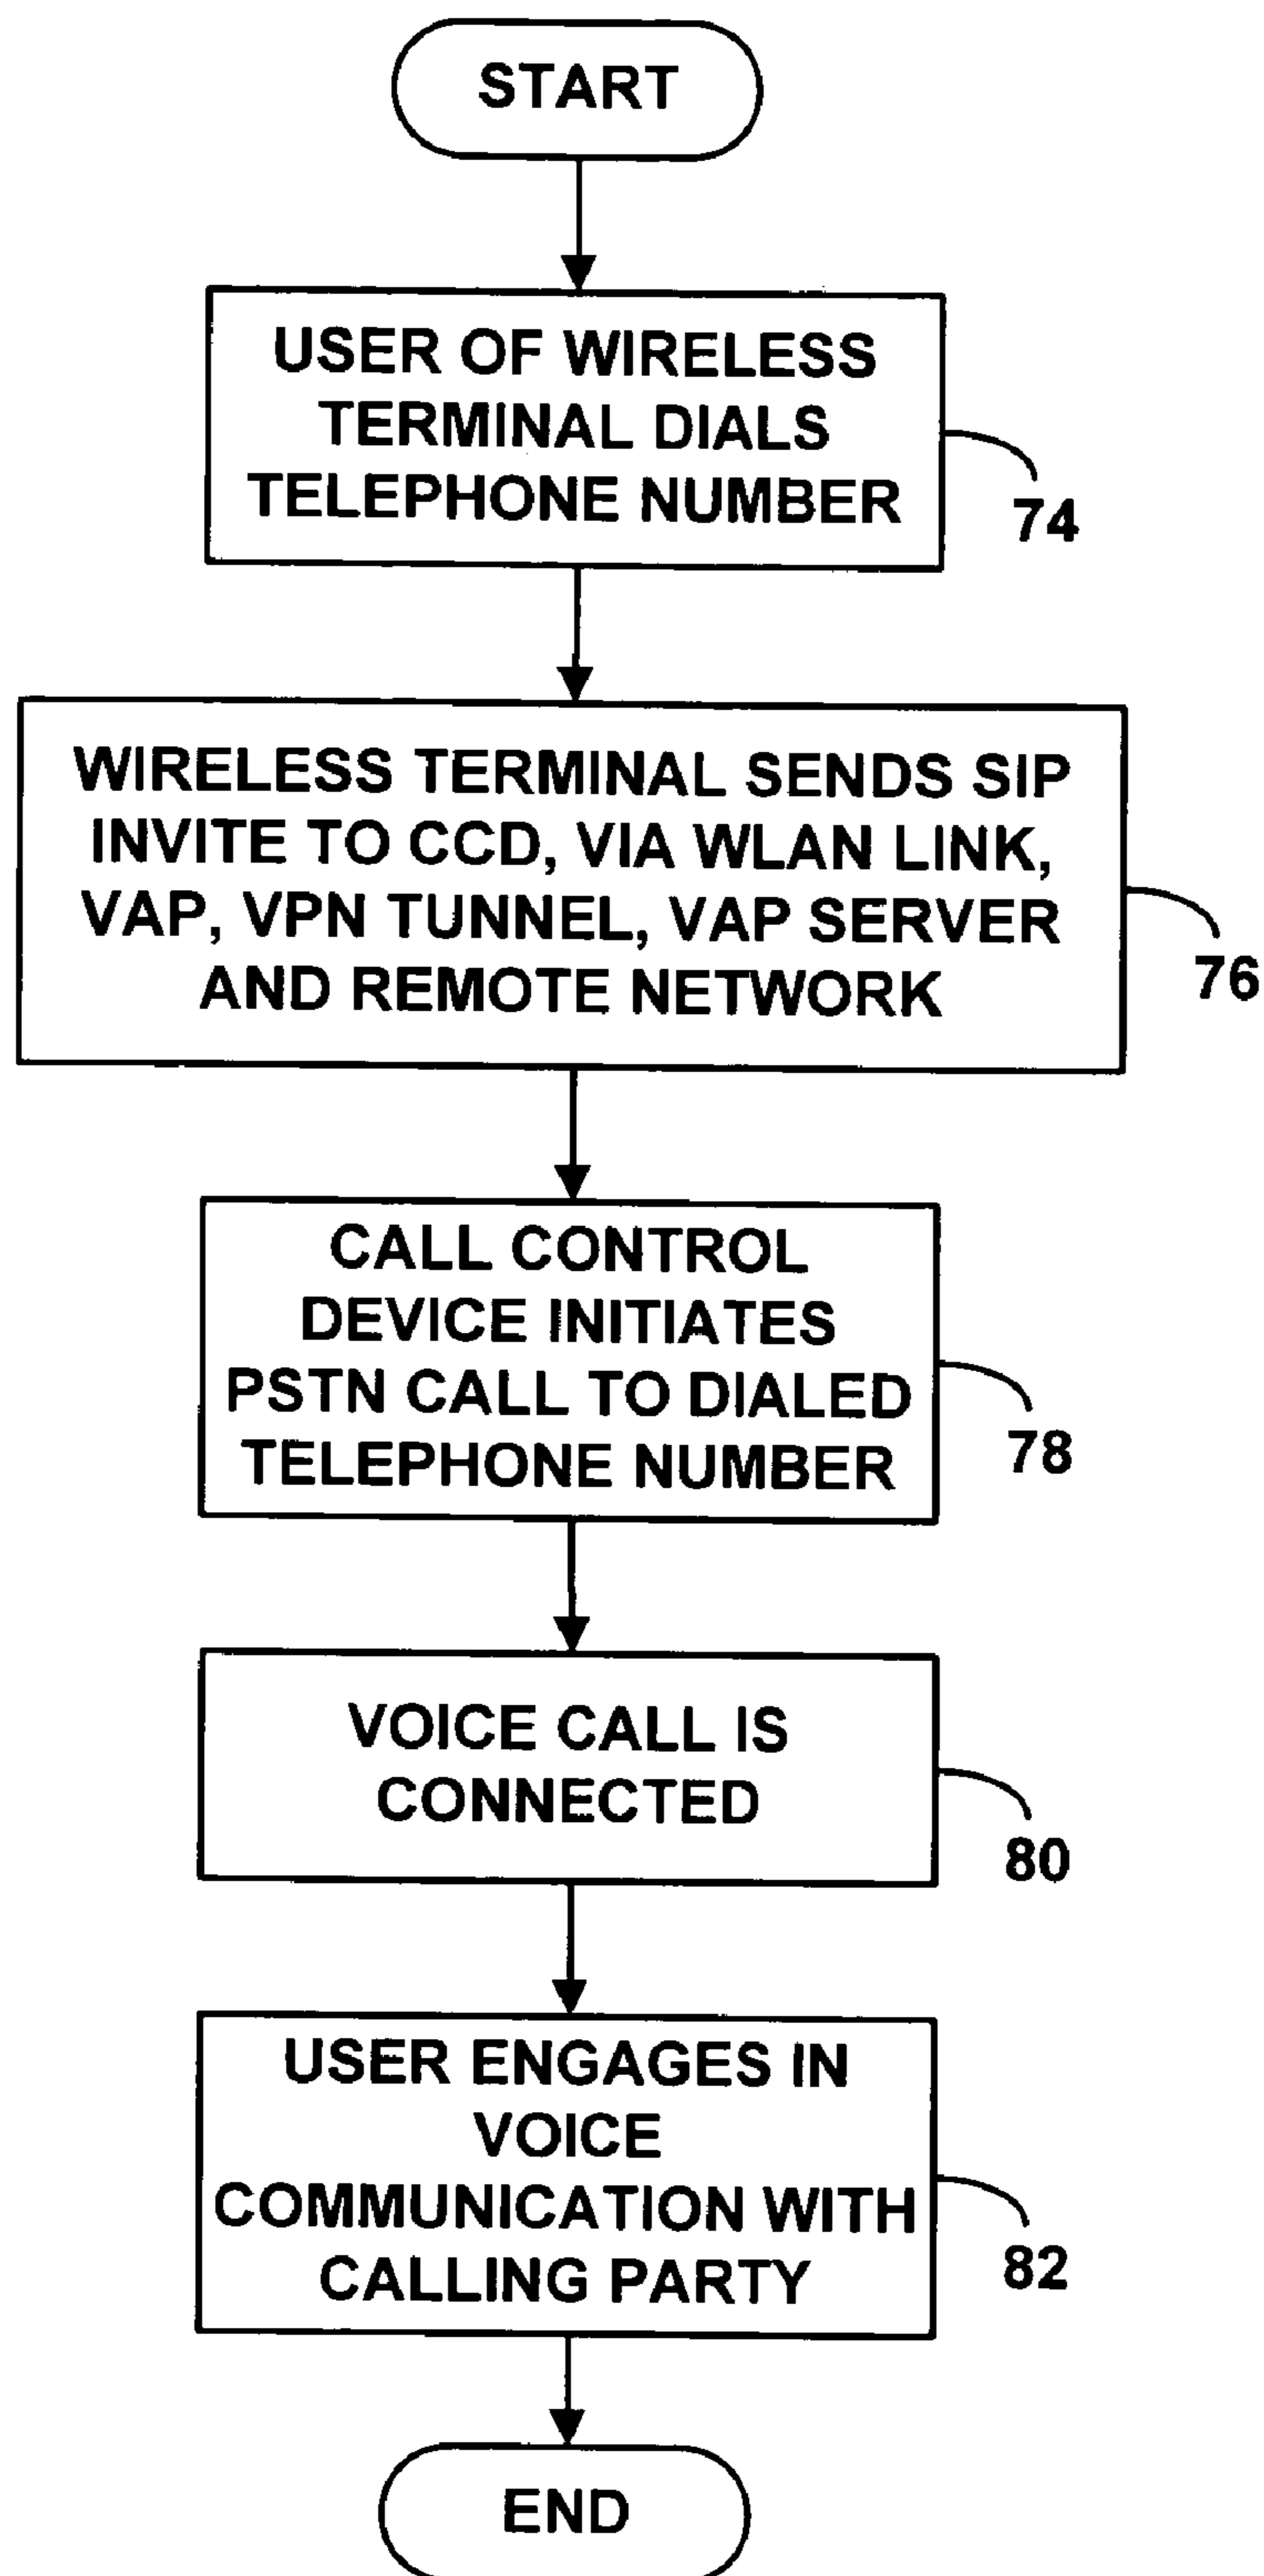 START
USER OF WIRELESS
TERMINAL DIALS
TELEPHONE NUMBER
74
WIRELESS TERMINAL SENDS SIP
INVITE TO CCD, VIA WLAN LINK,
VAP, VPN TUNNEL, VAP SERVER
AND REMOTE NETWORK
76
CALL CONTROL
DEVICE INITIATES
PSTN CALL TO DIALED
TELEPHONE NUMBER
78
VOICE CALL IS
CONNECTED
80
USER ENGAGES IN
VOICE
COMMUNICATION WITH
CALLING PARTY
82
END